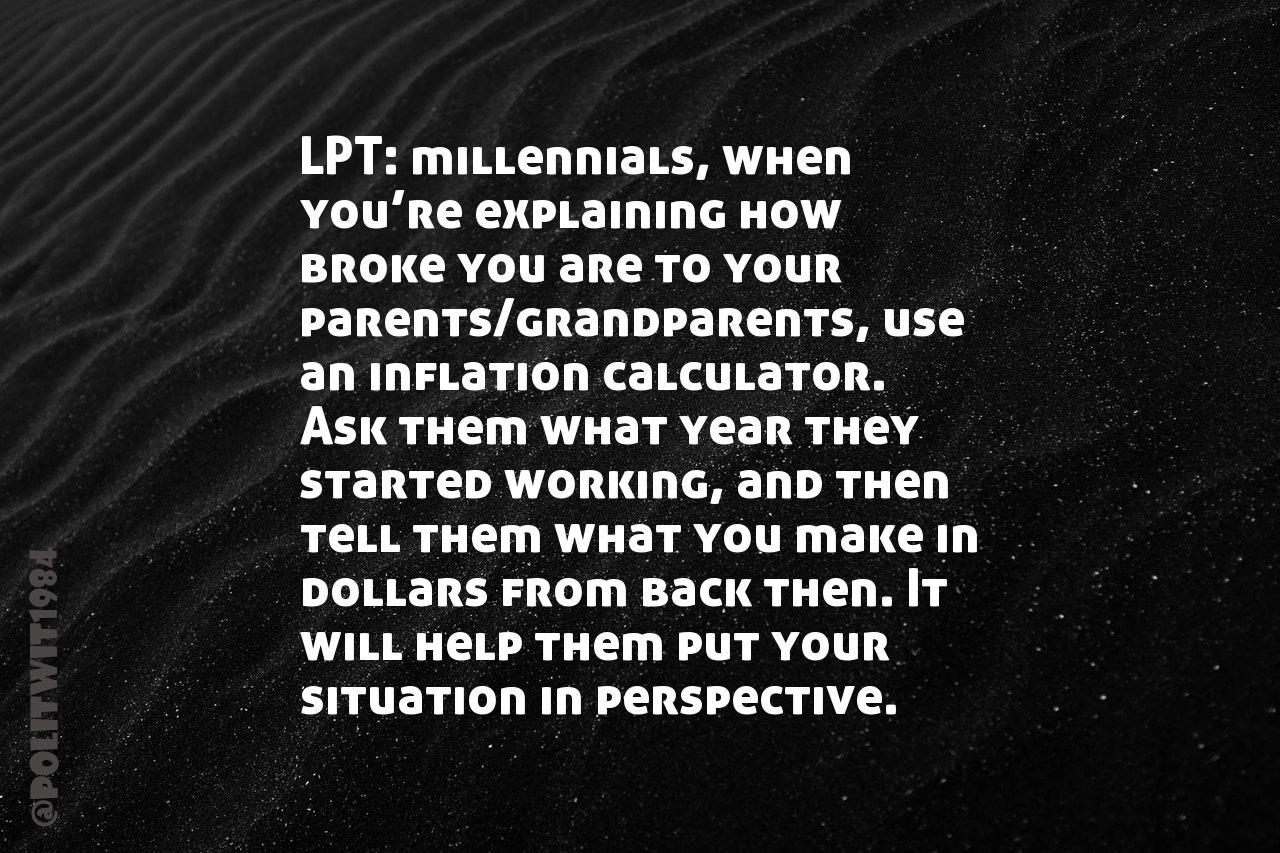 LPT: millennials, when
you're explaining how
broke you are to your
parents/grandparents, use
an inflation calculator.
Ask them what year they
started working, and then
tell them what you make in
dollars from back then. It
will help them put your
situation in perspective.
@politwit1984